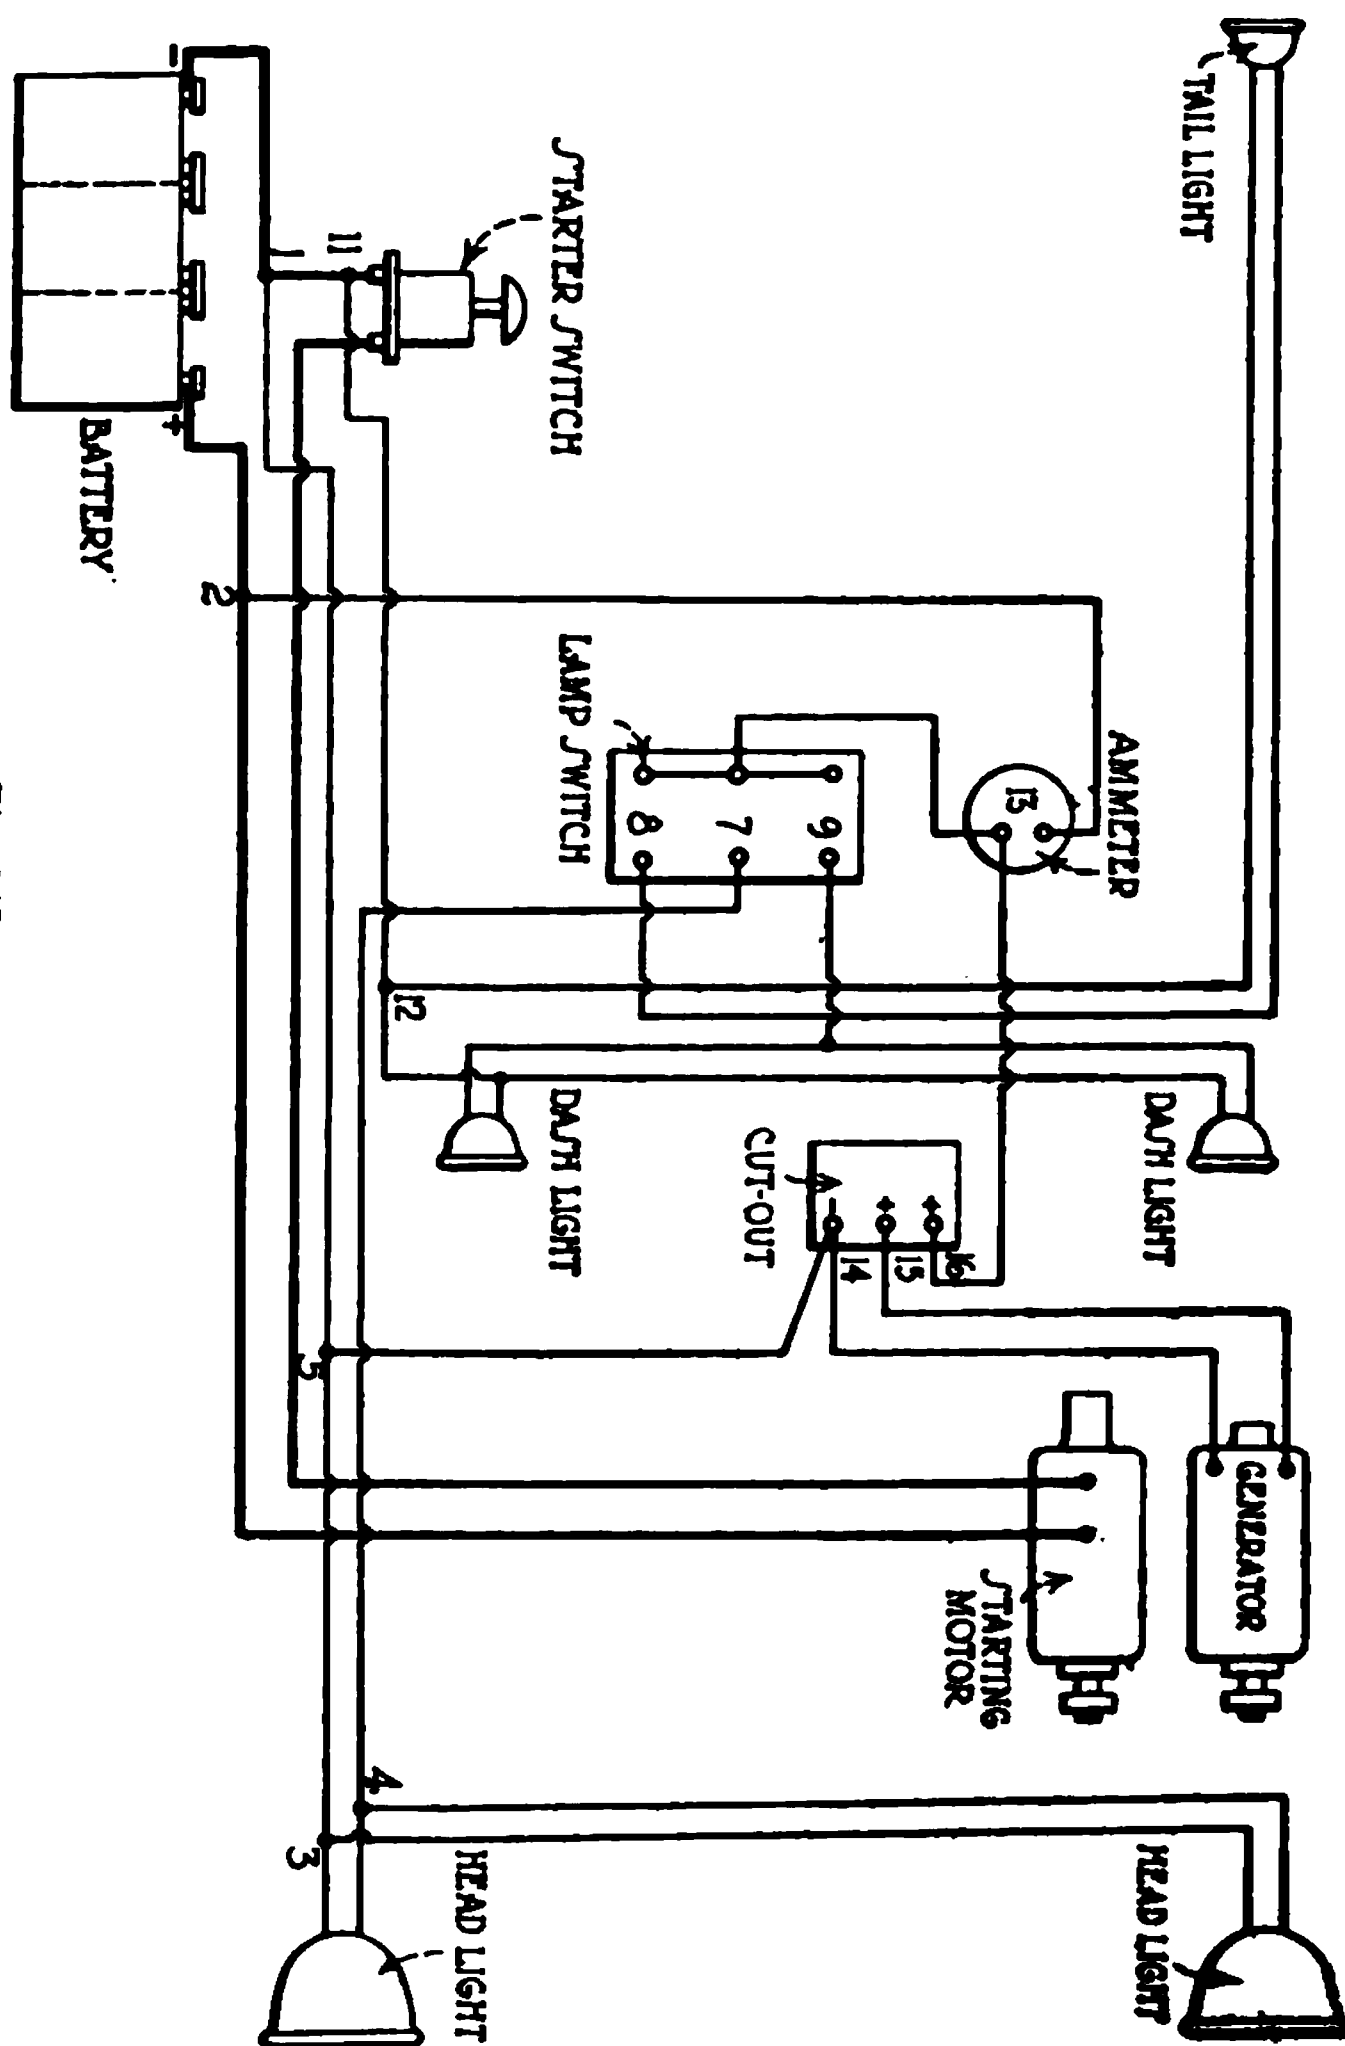 TAIL LIGHT
-
STARTER SWITCH
1
11
+
BATTERY
2
LAMP SWITCH
AMMETER
13
8
7
9
12
DASH LIGHT
DASH LIGHT
CUT-OUT
-
+
+
14
15
16
5
GENERATOR
STARTING
MOTOR
4
3
HEAD LIGHT
HEAD LIGHT